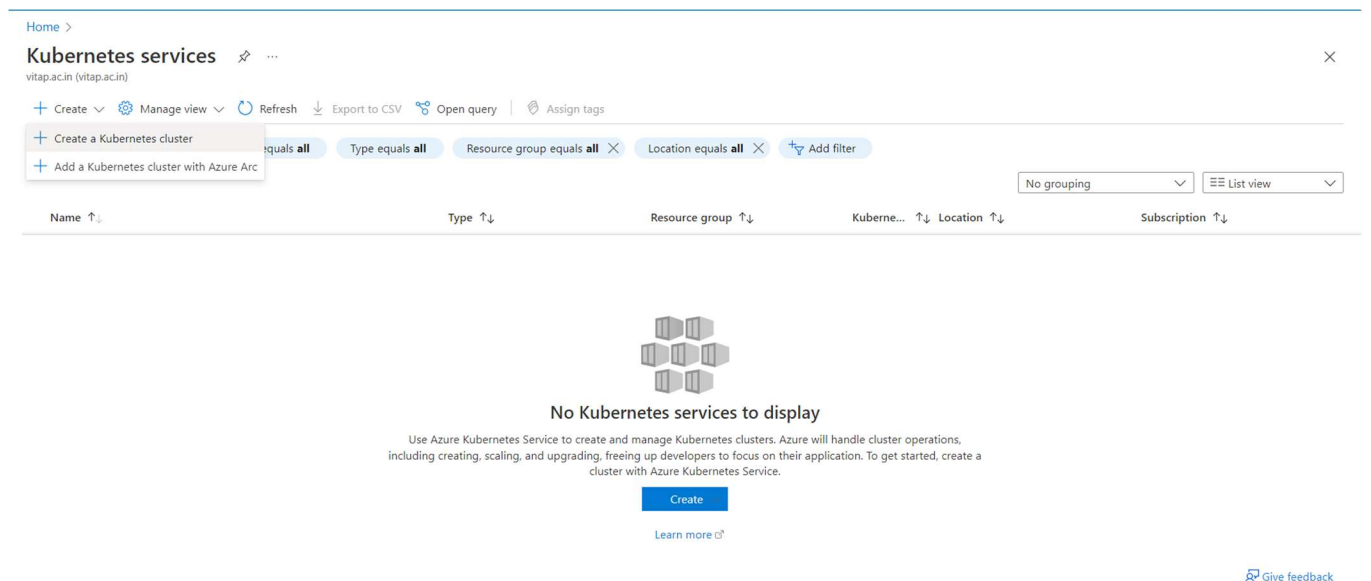 Home >
Kubernetes services ...
vitap.ac.in (vitap.ac.in)
+ Create Manage view Refresh Export to CSV Open query Assign tags
+ Create a Kubernetes cluster
equals all Type equals all Resource group equals all Location equals all Add filter
+ Add a Kubernetes cluster with Azure Arc
No grouping List view
Name ↑↓ Type ↑↓ Resource group ↑↓ Kuberne... ↑↓ Location ↑↓ Subscription ↑↓
No Kubernetes services to display
Use Azure Kubernetes Service to create and manage Kubernetes clusters. Azure will handle cluster operations,
including creating, scaling, and upgrading, freeing up developers to focus on their application. To get started, create a
cluster with Azure Kubernetes Service.
Create
Learn more
Give feedback